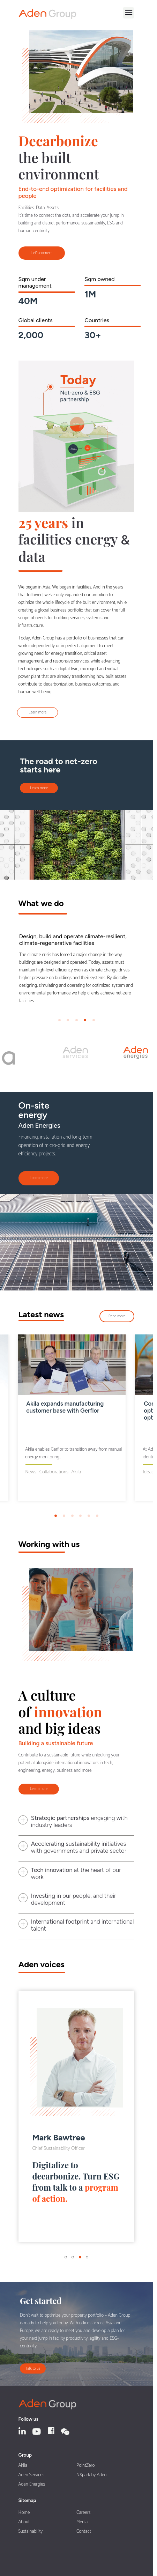 Aden Group
Decarbonize
the built
environment
End-to-end optimization for facilities and
people
Facilities. Data. Assets.
It's time to connect the dots, and accelerate your play in
building and district performance, sustainability, ESG and
human-centricity.
Let's connect
Sqm under
management
40M
Sqm owned
1M
Global clients
2,000
Countries
30+
Today
Net-zero & ESG
partnership
25 years in
facilities energy &
data
We began in Asia. We began in facilities. And in the years
that followed, we've only expanded our ambition to
optimize the whole lifecycle of the built environment, while
creating a global business portfolio that can meet the full
scope of needs for building services, systems and
infrastructure.
Today, Aden Group has a portfolio of businesses that can
work independently or in perfect alignment to meet
growing need for energy transition, critical asset
management, and responsive services, while advancing
technologies such as digital twin, microgrid and virtual
power plant that are already transforming how built assets
contribute to decarbonization, business outcomes, and
human well-being.
Learn more
The road to net-zero
starts here
Learn more
What we do
Design, build and operate climate-resilient,
climate-regenerative facilities
The climate crisis has forced a major change in the way
buildings are designed and operated. Today, assets must
maintain high-level efficiency even as climate change puts
higher pressure on buildings and their systems. By digitally
designing, simulating, and operating your building system and
environmental performance we help clients achieve net-zero
facilities.
a
Aden
services
Aden
energies
On-site
energy
Aden Energies
Financing, installation and long-term
operation of micro-grid and energy
efficiency projects.
Learn more
Latest news
Read more
Akila expands manufacturing
customer base with Gerflor
Akila enables Gerflor to transition away from manual
energy monitoring,
News Collaborations Akila
Working with us
A culture
of innovation
and big ideas
Building a sustainable future
Contribute to a sustainable future while unlocking your
potential alongside international innovators in tech,
engineering, energy, business and more.
Learn more
Strategic partnerships engaging with
industry leaders
Accelerating sustainability initiatives
with governments and private sector
Tech innovation at the heart of our
work
Investing in our people, and their
development
International footprint and international
talent
Aden voices
Mark Bawtree
Chief Sustainability Officer
Digitalize to
decarbonize. Turn ESG
from talk to a program
of action.
Get started
Don't wait to optimize your property portfolio - Aden Group
is ready to help you today. With offices across Asia and
Europe, we are ready to meet you and develop a plan for
your next jump to facility productivity, agility and ESG-
centricity.
Talk to us
Aden Group
Follow us
Group
Akila
PointZero
Aden Services
NXpark by Aden
Aden Energies
Sitemap
Home
Careers
About
Media
Sustainability
Contact